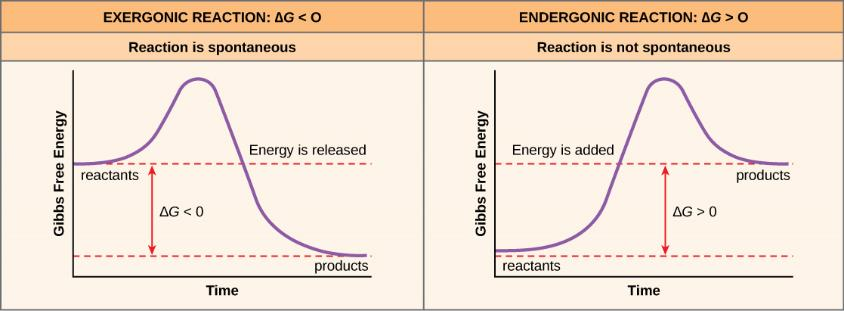 EXERGONIC REACTION: ΔG < O
Reaction is spontaneous
Gibbs Free Energy
Energy is released
reactants
ΔG < 0
products
Time
ENDERGONIC REACTION: ΔG > O
Reaction is not spontaneous
Gibbs Free Energy
Energy is added
products
ΔG > 0
reactants
Time